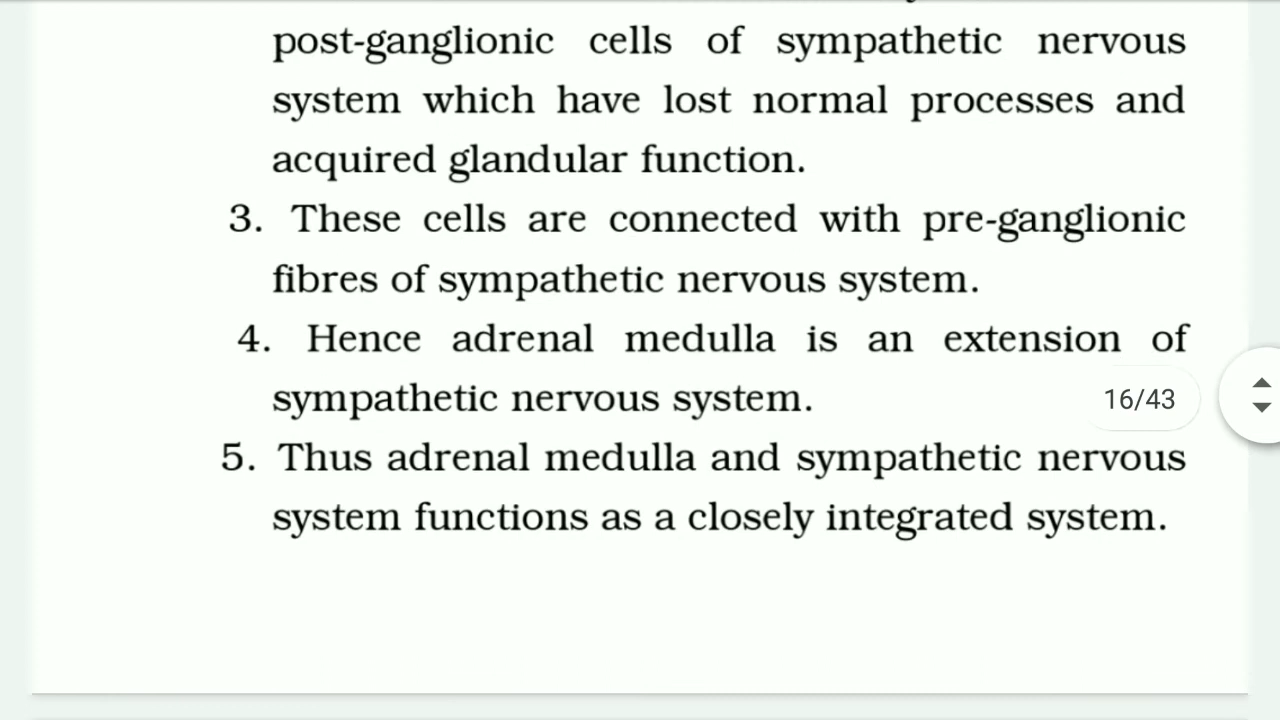 post-ganglionic cells of sympathetic nervous
system which have lost normal processes and
acquired glandular function.
3. These cells are connected with pre-ganglionic
fibres of sympathetic nervous system.
4. Hence adrenal medulla is an extension of
sympathetic nervous system.
16/43
5. Thus adrenal medulla and sympathetic nervous
system functions as a closely integrated system.